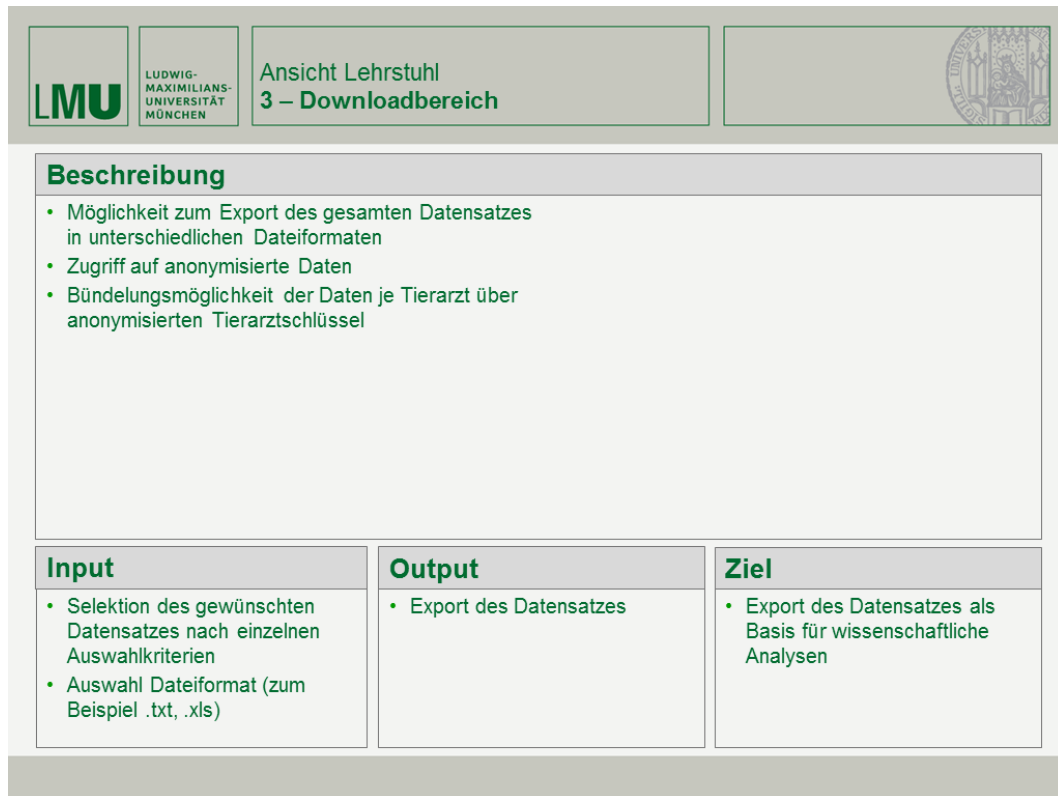 LMU
LUDWIG-
MAXIMILIANS-
UNIVERSITÄT
MÜNCHEN
Ansicht Lehrstuhl
3 – Downloadbereich
Beschreibung
• Möglichkeit zum Export des gesamten Datensatzes
in unterschiedlichen Dateiformaten
• Zugriff auf anonymisierte Daten
• Bündelungsmöglichkeit der Daten je Tierarzt über
anonymisierten Tierarztschlüssel
Input
• Selektion des gewünschten
Datensatzes nach einzelnen
Auswahlkriterien
• Auswahl Dateiformat (zum
Beispiel .txt, .xls)
Output
• Export des Datensatzes
Ziel
• Export des Datensatzes als
Basis für wissenschaftliche
Analysen